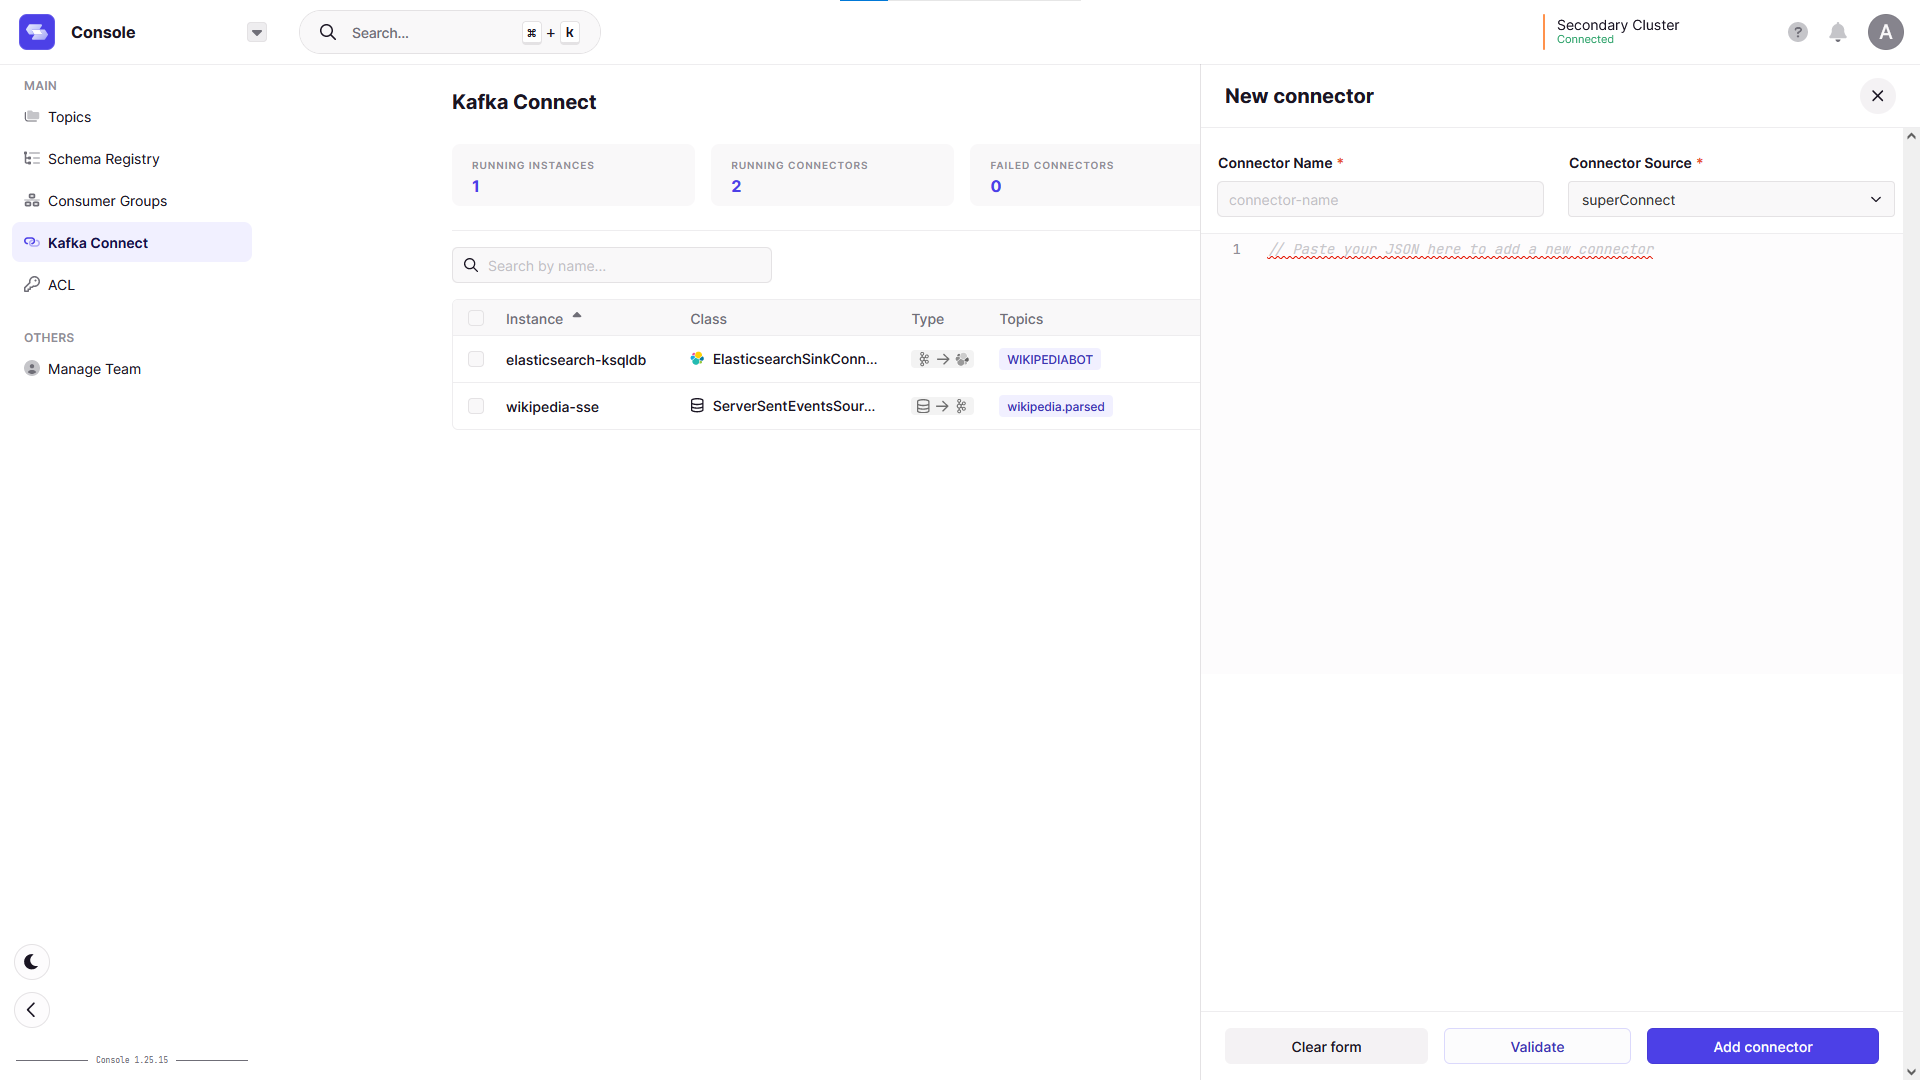 Console
Search...
⌘ + k
Secondary Cluster
Connected
?
A
MAIN
Topics
Schema Registry
Consumer Groups
Kafka Connect
ACL
OTHERS
Manage Team
Console 1.25.15
Kafka Connect
RUNNING INSTANCES
1
RUNNING CONNECTORS
2
FAILED CONNECTORS
0
Search by name...
Instance Class Type Topics
elasticsearch-ksqldb ElasticsearchSinkConn... WIKIPEDIABOT
wikipedia-sse ServerSentEventsSour... wikipedia.parsed
New connector
Connector Name *
connector-name
Connector Source *
superConnect
1 // Paste your JSON here to add a new connector
Clear form
Validate
Add connector